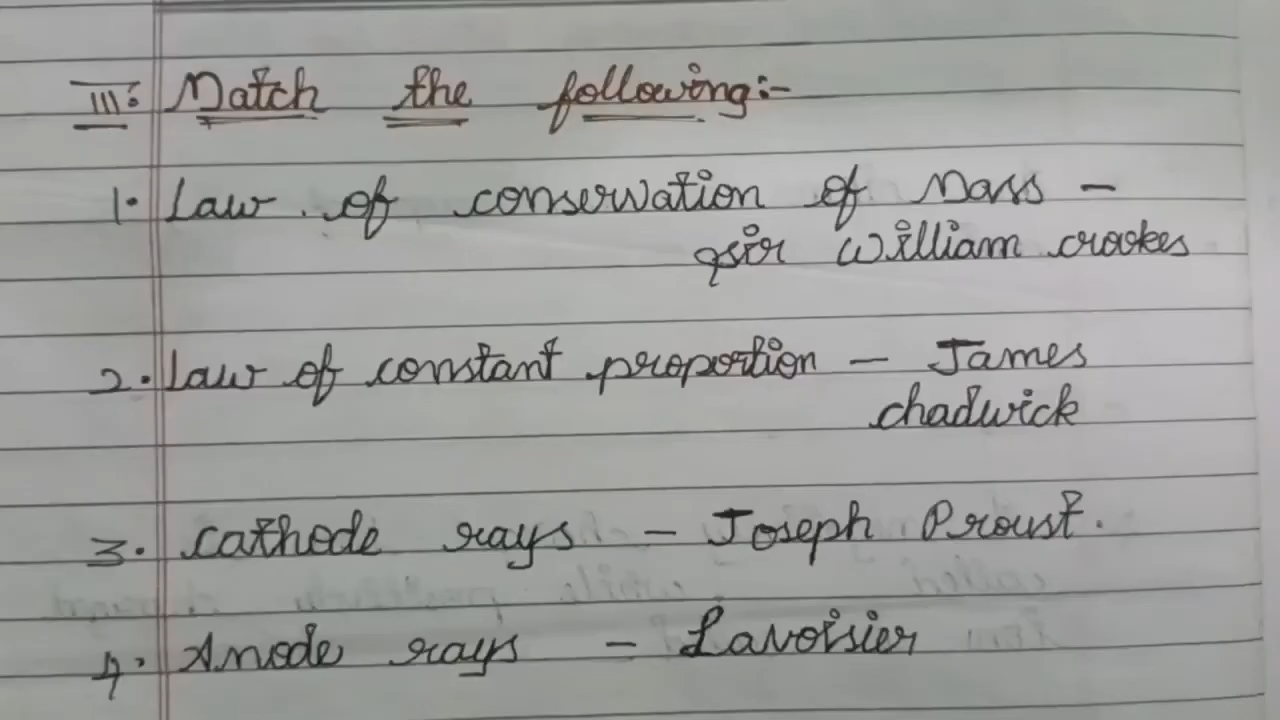 III: Match the following:-
1. Law of conservation of Mass -
Sir William crookes
2. Law of constant proportion - James
chadwick
3. Cathode rays - Joseph Proust.
4. Anode rays - Lavoisier